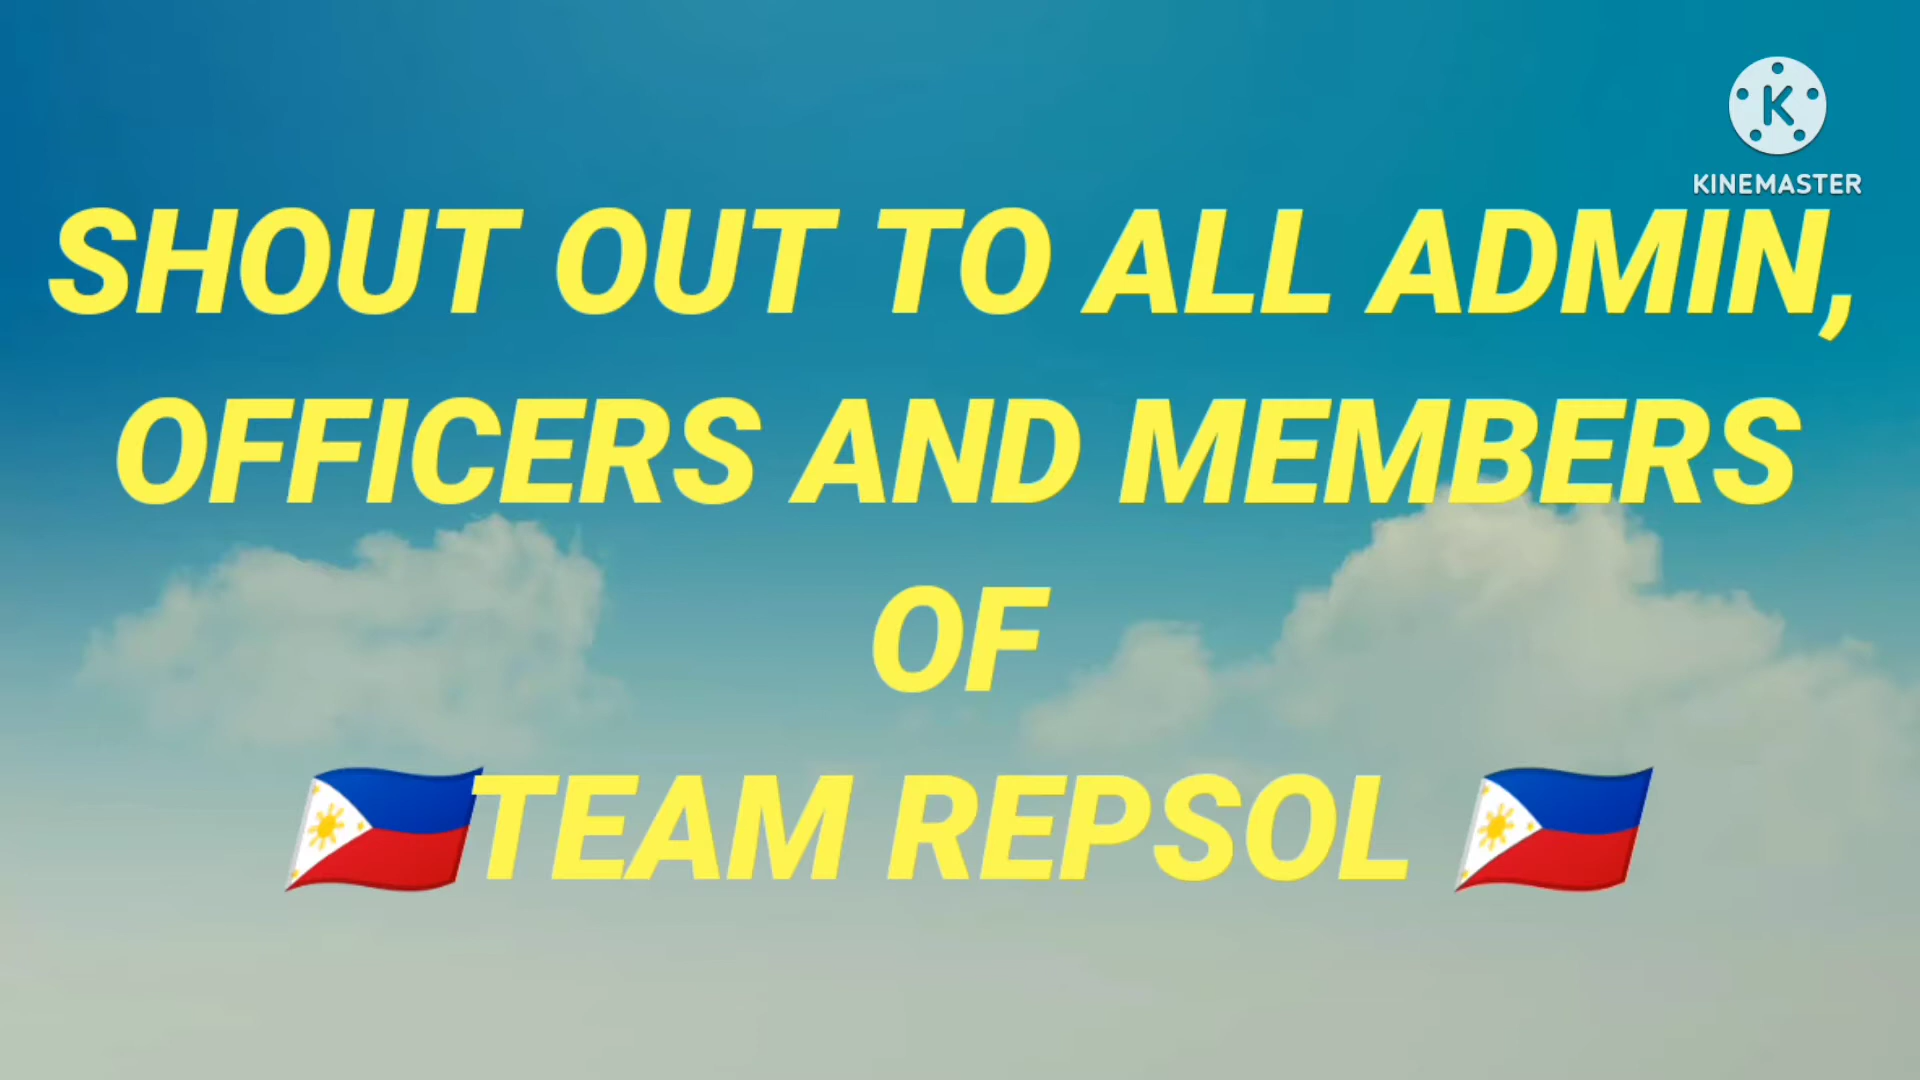 KINEMASTER
SHOUT OUT TO ALL ADMIN,
OFFICERS AND MEMBERS
OF
🇵🇭TEAM REPSOL 🇵🇭